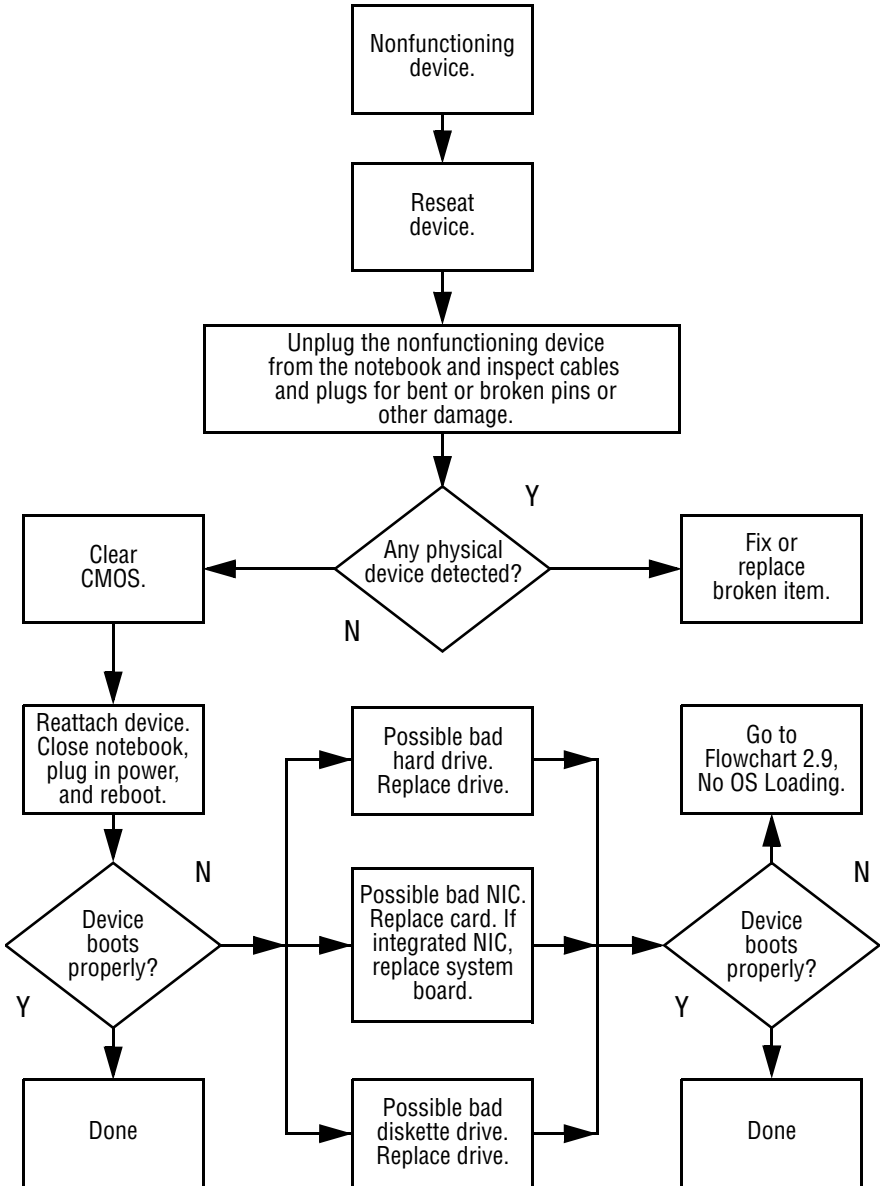 Nonfunctioning
device.
Reseat
device.
Unplug the nonfunctioning device
from the notebook and inspect cables
and plugs for bent or broken pins or
other damage.
Y
Any physical
device detected?
N
Clear
CMOS.
Fix or
replace
broken item.
Reattach device.
Close notebook,
plug in power,
and reboot.
Device
boots
properly?
N
Y
Done
Possible bad
hard drive.
Replace drive.
Possible bad NIC.
Replace card. If
integrated NIC,
replace system
board.
Possible bad
diskette drive.
Replace drive.
Device
boots
properly?
N
Go to
Flowchart 2.9,
No OS Loading.
Y
Done